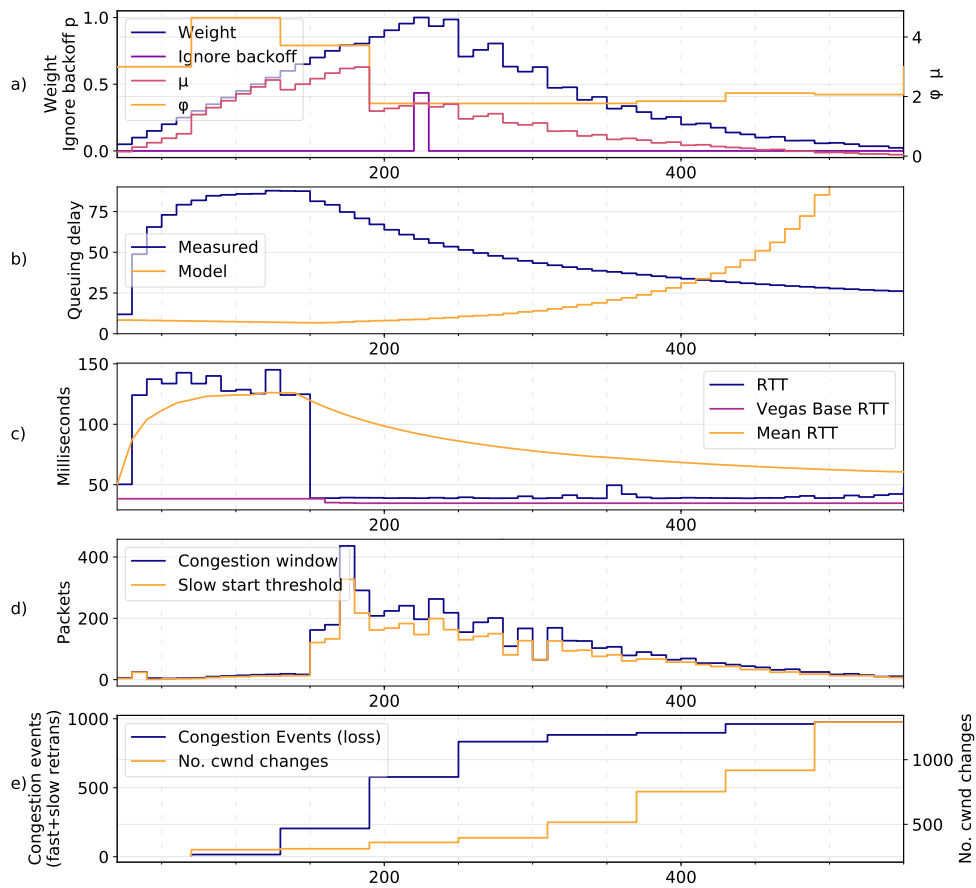 a)
Weight
Ignore backoff p
1.0
0.5
0.0
Weight
Ignore backoff
μ
φ
4
2
0
μ
φ
200
400
b)
Queuing delay
75
50
25
0
Measured
Model
200
400
c)
Milliseconds
150
100
50
RTT
Vegas Base RTT
Mean RTT
200
400
d)
Packets
400
200
0
Congestion window
Slow start threshold
200
400
e)
Congestion events
(fast+slow retrans)
1000
500
0
Congestion Events (loss)
No. cwnd changes
1000
500
No. cwnd changes
200
400